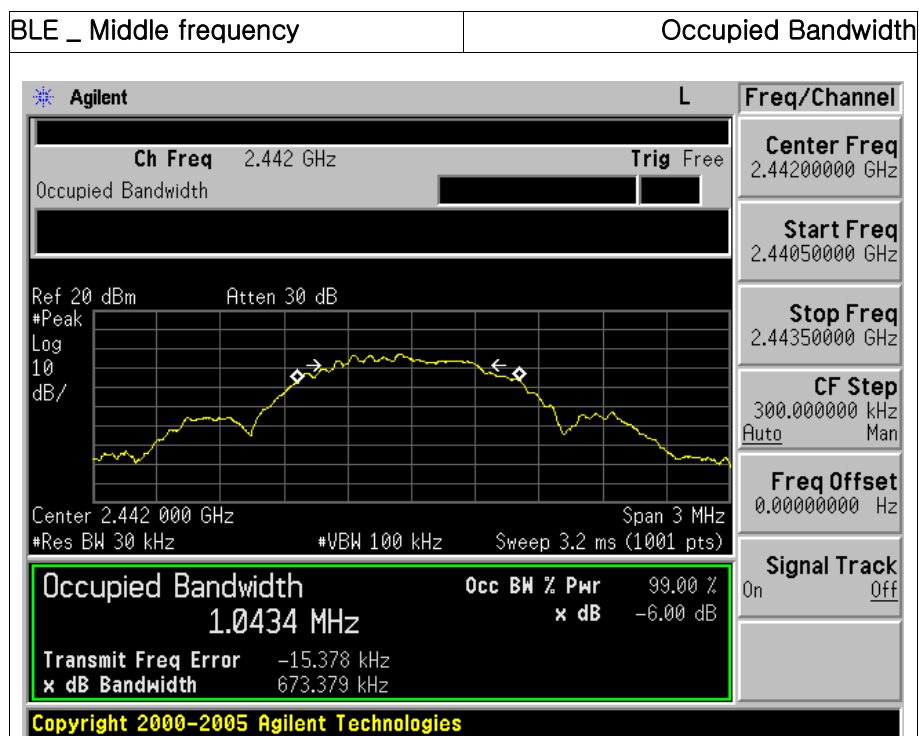 BLE _ Middle frequency
Occupied Bandwidth
Agilent
L
Freq/Channel
Ch Freq 2.442 GHz
Trig Free
Occupied Bandwidth
Center Freq
2.44200000 GHz
Start Freq
2.44050000 GHz
Stop Freq
2.44350000 GHz
CF Step
300.000000 kHz
Auto Man
Freq Offset
0.00000000 Hz
Signal Track
On Off
Ref 20 dBm Atten 30 dB
#Peak
Log
10
dB/
Center 2.442 000 GHz Span 3 MHz
#Res BW 30 kHz #VBW 100 kHz Sweep 3.2 ms (1001 pts)
Occupied Bandwidth
1.0434 MHz
Occ BW % Pwr 99.00 %
x dB -6.00 dB
Transmit Freq Error -15.378 kHz
x dB Bandwidth 673.379 kHz
Copyright 2000-2005 Agilent Technologies